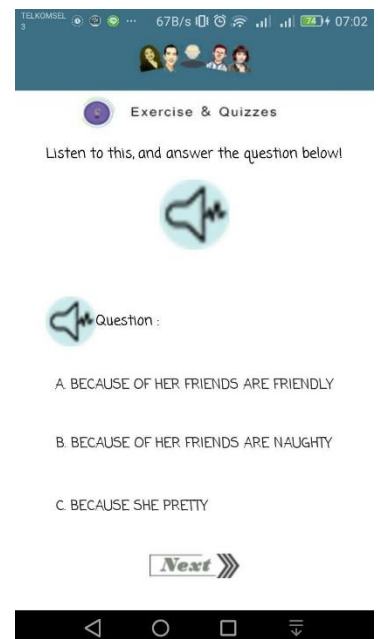 TELKOMSEL 3 ... 67B/s 74 07:02
Exercise & Quizzes
Listen to this, and answer the question below!
Question :
A. BECAUSE OF HER FRIENDS ARE FRIENDLY
B. BECAUSE OF HER FRIENDS ARE NAUGHTY
C. BECAUSE SHE PRETTY
Next